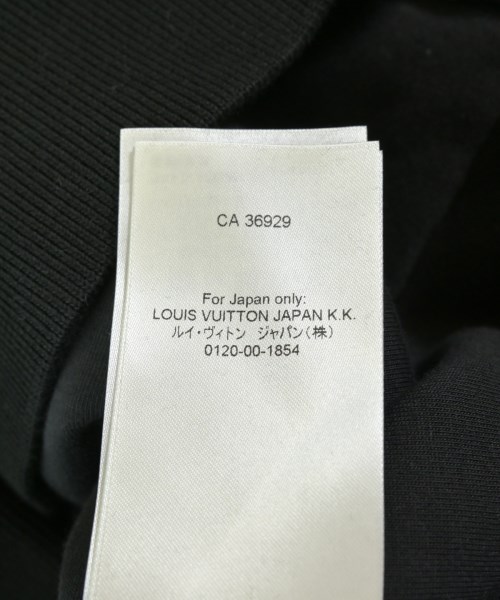 CA 36929
For Japan only:
LOUIS VUITTON JAPAN K.K.
ルイ・ヴィトン ジャパン(株)
0120-00-1854